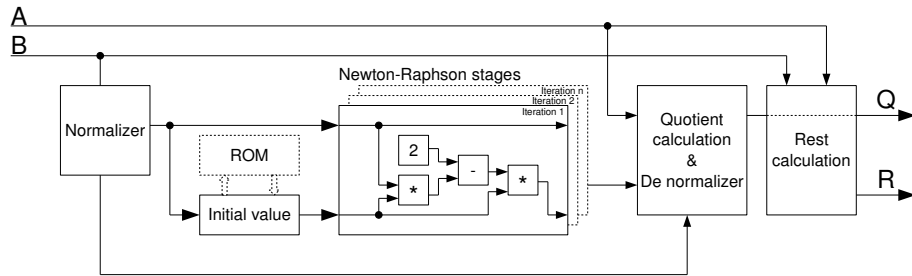 A
B
Newton-Raphson stages
Iteration n
Iteration 2
Iteration 1
Normalizer
ROM
Initial value
2
-
*
*
Quotient
calculation
&
De normalizer
Rest
calculation
Q
R